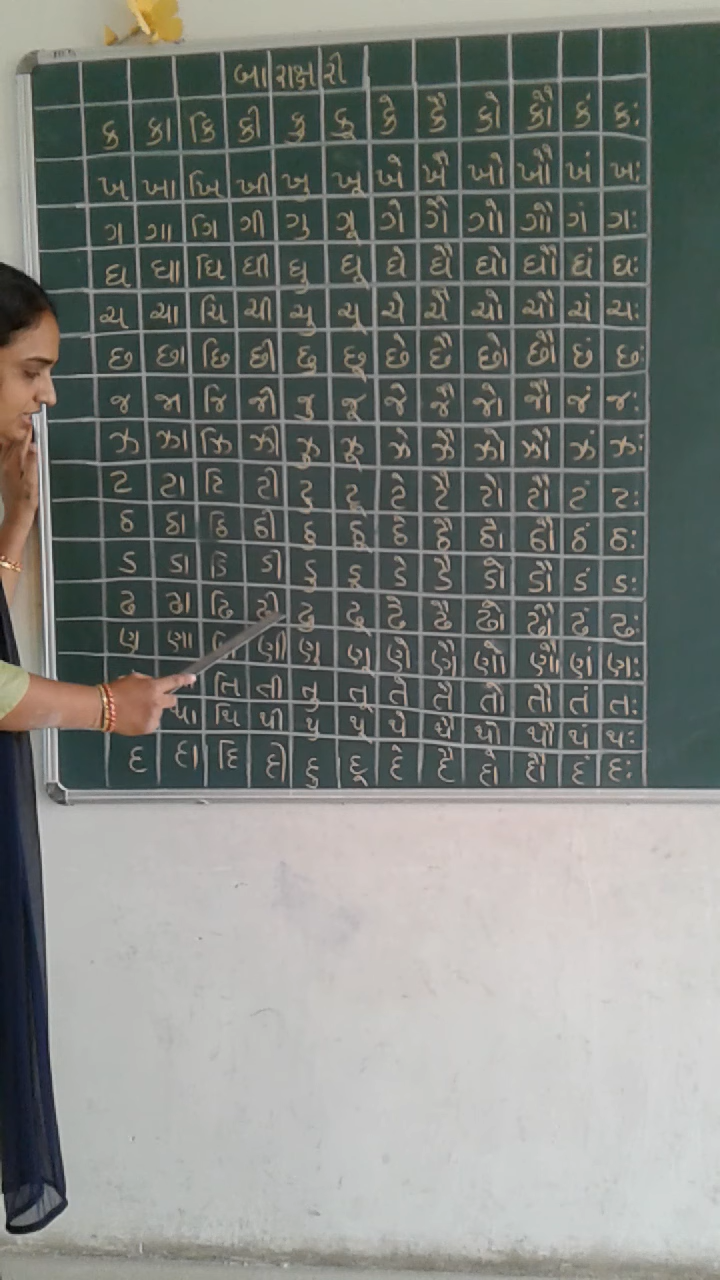 બારાક્ષરી
ક કા કિ કી કુ કૂ કે કૈ કો કૌ કં કઃ
ખ ખા ખિ ખી ખુ ખૂ ખે ખૈ ખો ખૌ ખં ખઃ
ગ ગા ગિ ગી ગુ ગૂ ગે ગૈ ગો ગૌ ગં ગઃ
ઘ ઘા ઘિ ઘી ઘુ ઘૂ ઘે ઘૈ ઘો ઘૌ ઘં ઘઃ
ચ ચા ચિ ચી ચુ ચૂ ચે ચૈ ચો ચૌ ચં ચઃ
છ છા છિ છી છુ છૂ છે છૈ છો છૌ છં છઃ
જ જા જિ જી જુ જૂ જે જૈ જો જૌ જં જઃ
ઝ ઝા ઝિ ઝી ઝુ ઝૂ ઝે ઝૈ ઝો ઝૌ ઝં ઝઃ
ટ ટા ટિ ટી ટુ ટૂ ટે ટૈ ટો ટૌ ટં ટઃ
ઠ ઠા ઠિ ઠી ઠુ ઠૂ ઠે ઠૈ ઠો ઠૌ ઠં ઠઃ
ડ ડા ડિ ડી ડુ ડૂ ડે ડૈ ડો ડૌ ડં ડઃ
ઢ ઢા ઢિ ઢી ઢુ ઢૂ ઢે ઢૈ ઢો ઢૌ ઢં ઢઃ
ણ ણા ણી ણુ ણૂ ણે ણૈ ણો ણૌ ણં ણઃ
તિ તી તુ તૂ તે તૈ તો તૌ તં તઃ
થા થિ થી થુ થૂ થે થૈ થો થૌ થં થઃ
દ દા દિ દી દુ દૂ દે દૈ દો દૌ દં દઃ